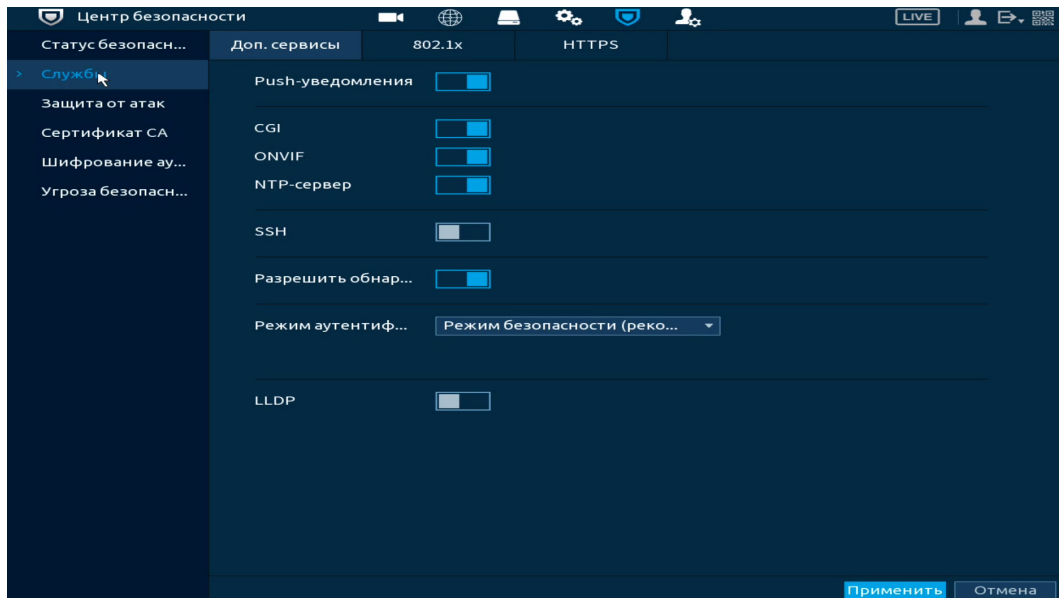 Центр безопасности
LIVE
Статус безопасн...
Службы
Защита от атак
Сертификат CA
Шифрование ау...
Угроза безопасн...
Доп. сервисы
802.1x
HTTPS
Push-уведомления
CGI
ONVIF
NTP-сервер
SSH
Разрешить обнар...
Режим аутентиф...
Режим безопасности (реко...
LLDP
Применить
Отмена